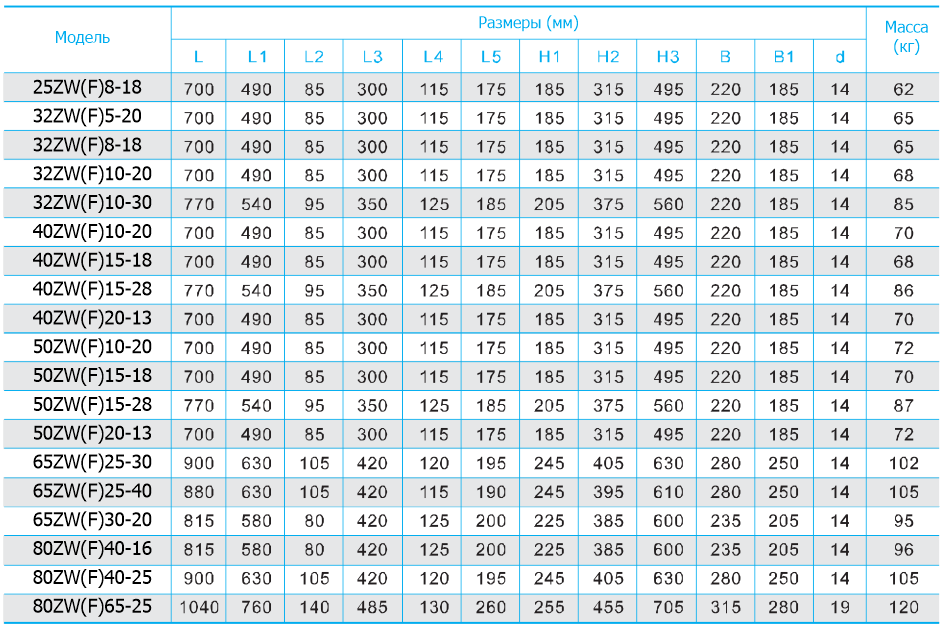 Модель Размеры (мм) Масса (кг)
L L1 L2 L3 L4 L5 H1 H2 H3 B B1 d
25ZW(F)8-18 700 490 85 300 115 175 185 315 495 220 185 14 62
32ZW(F)5-20 700 490 85 300 115 175 185 315 495 220 185 14 65
32ZW(F)8-18 700 490 85 300 115 175 185 315 495 220 185 14 65
32ZW(F)10-20 700 490 85 300 115 175 185 315 495 220 185 14 68
32ZW(F)10-30 770 540 95 350 125 185 205 375 560 220 185 14 85
40ZW(F)10-20 700 490 85 300 115 175 185 315 495 220 185 14 70
40ZW(F)15-18 700 490 85 300 115 175 185 315 495 220 185 14 68
40ZW(F)15-28 770 540 95 350 125 185 205 375 560 220 185 14 86
40ZW(F)20-13 700 490 85 300 115 175 185 315 495 220 185 14 70
50ZW(F)10-20 700 490 85 300 115 175 185 315 495 220 185 14 72
50ZW(F)15-18 700 490 85 300 115 175 185 315 495 220 185 14 70
50ZW(F)15-28 770 540 95 350 125 185 205 375 560 220 185 14 87
50ZW(F)20-13 700 490 85 300 115 175 185 315 495 220 185 14 72
65ZW(F)25-30 900 630 105 420 120 195 245 405 630 280 250 14 102
65ZW(F)25-40 880 630 105 420 115 190 245 395 610 280 250 14 105
65ZW(F)30-20 815 580 80 420 125 200 225 385 600 235 205 14 95
80ZW(F)40-16 815 580 80 420 125 200 225 385 600 235 205 14 96
80ZW(F)40-25 900 630 105 420 120 195 245 405 630 280 250 14 105
80ZW(F)65-25 1040 760 140 485 130 260 255 455 705 315 280 19 120